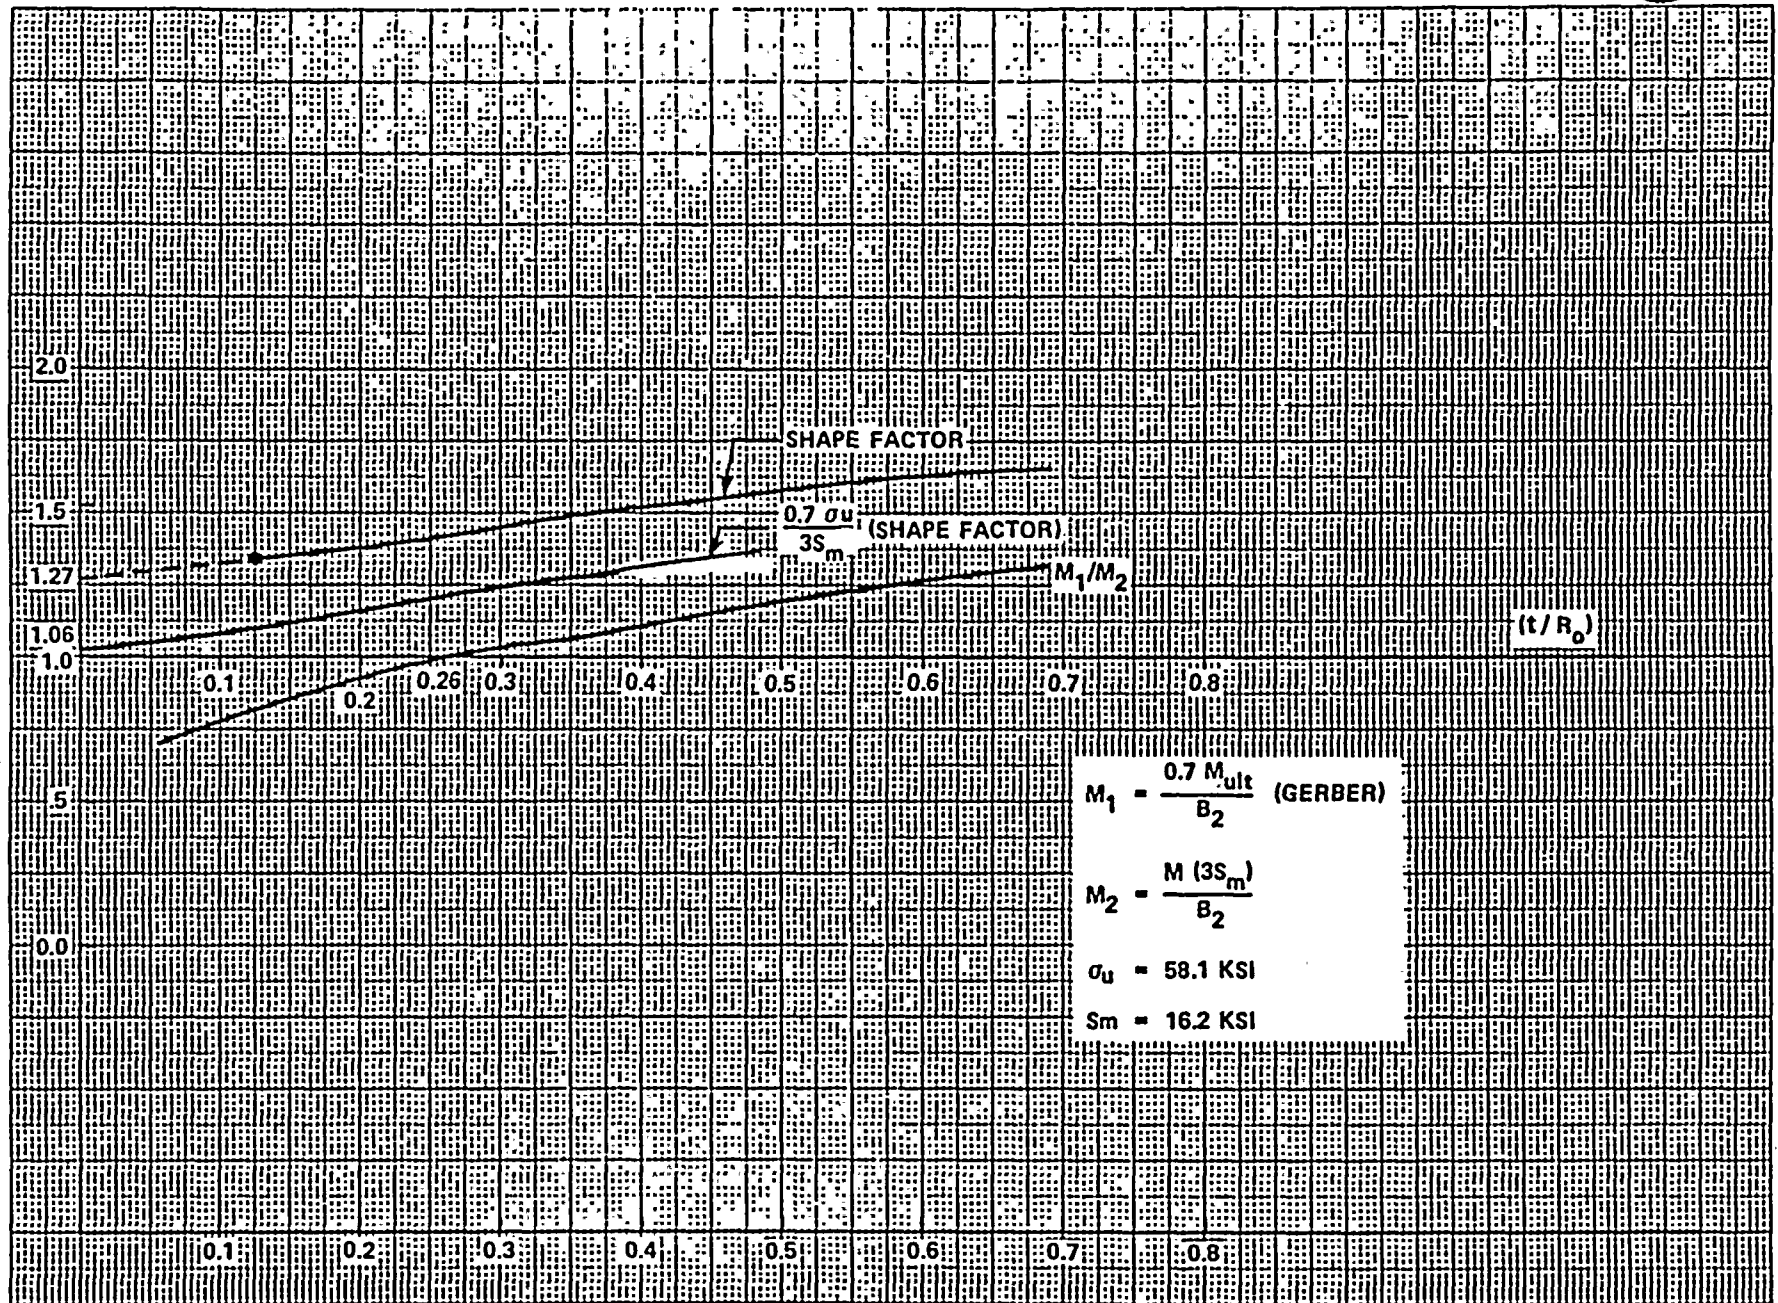 2.0
SHAPE FACTOR
1.5
0.7 σu / 3Sm (SHAPE FACTOR)
1.27
M1/M2
1.06
(t/Ro)
1.0
0.1 0.2 0.26 0.3 0.4 0.5 0.6 0.7 0.8
.5
M1 = 0.7 Mult / B2 (GERBER)
M2 = M (3Sm) / B2
0.0
σu = 58.1 KSI
Sm = 16.2 KSI
0.1 0.2 0.3 0.4 0.5 0.6 0.7 0.8